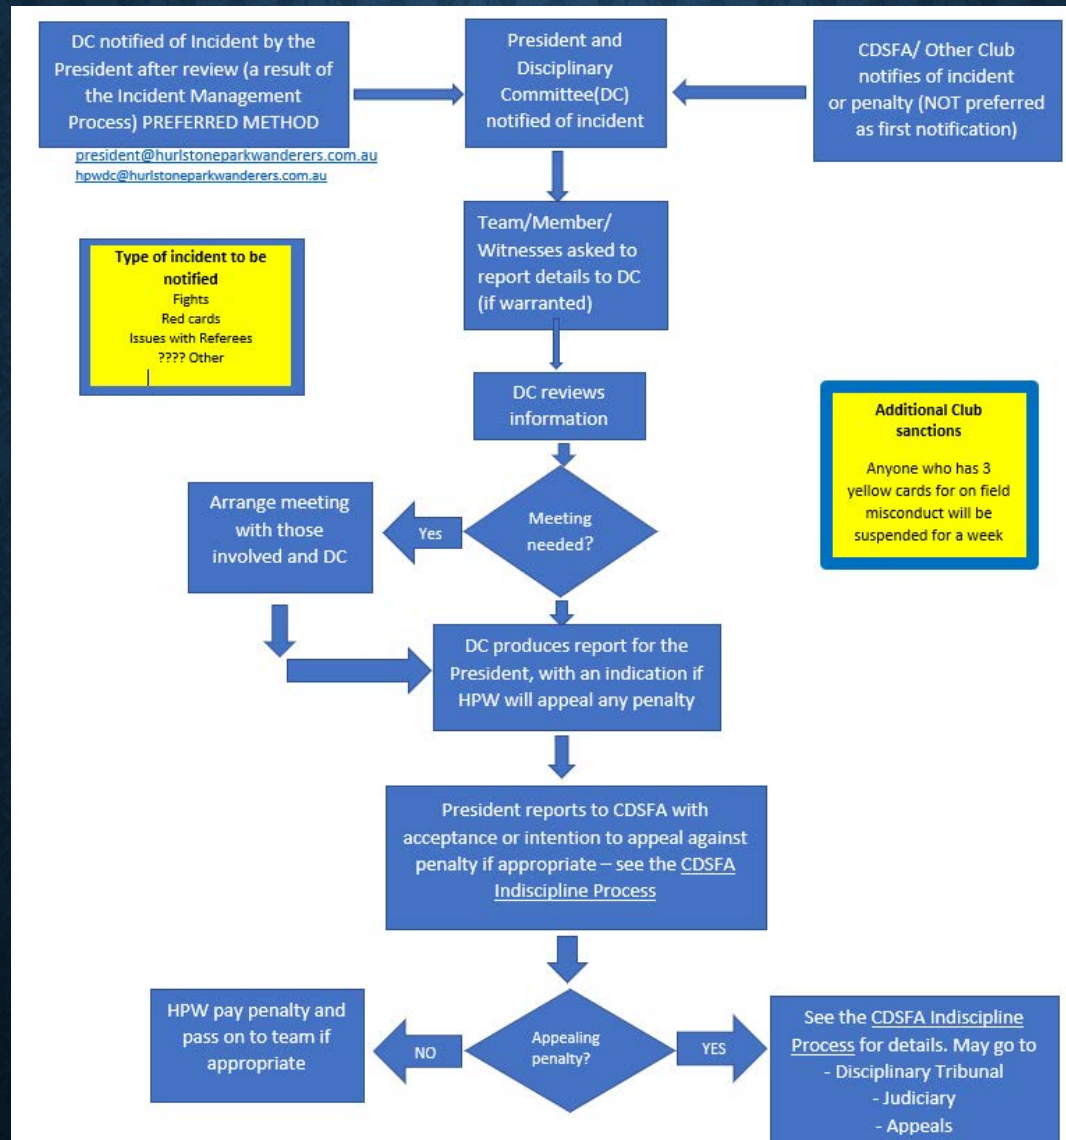 DC notified of Incident by the
President after review (a result of
the Incident Management
Process) PREFERRED METHOD
president@hurlstoneparkwanderers.com.au
hpwdc@hurlstoneparkwanderers.com.au
President and
Disciplinary
Committee(DC)
notified of incident
CDSFA/ Other Club
notifies of incident
or penalty (NOT preferred
as first notification)
Team/Member/
Witnesses asked to
report details to DC
(if warranted)
Type of incident to be
notified
Fights
Red cards
Issues with Referees
???? Other
DC reviews
information
Additional Club
sanctions
Anyone who has 3
yellow cards for on field
misconduct will be
suspended for a week
Meeting
needed?
Yes
Arrange meeting
with those
involved and DC
DC produces report for the
President, with an indication if
HPW will appeal any penalty
President reports to CDSFA with
acceptance or intention to appeal against
penalty if appropriate – see the CDSFA
Indiscipline Process
Appealing
penalty?
NO
HPW pay penalty and
pass on to team if
appropriate
YES
See the CDSFA Indiscipline
Process for details. May go to
- Disciplinary Tribunal
- Judiciary
- Appeals